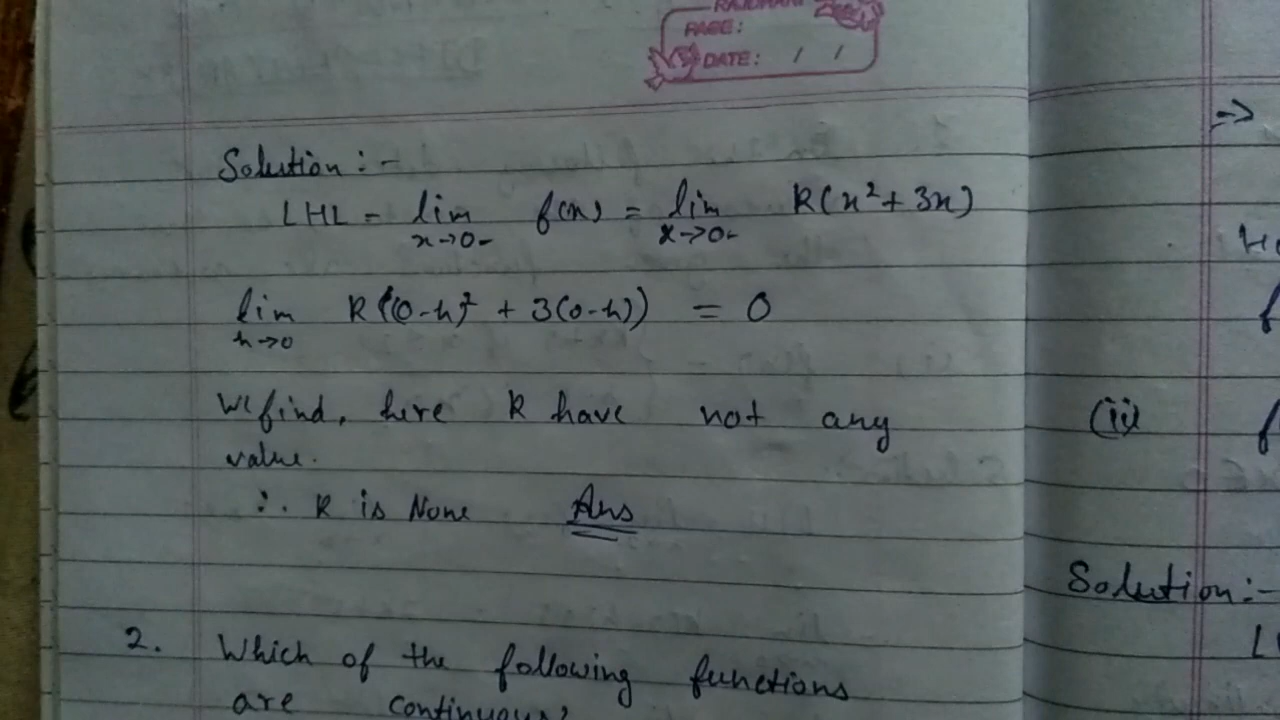 PAGE:
DATE: / /
Solution :-
LHL = lim x→0- f(x) = lim x→0- k(x² + 3x)
lim h→0 k((0-h)² + 3(0-h)) = 0
We find, here k have not any
value.
∴ k is None Ans
2. Which of the following functions
are continuous?
→
(ii)
Solution:-